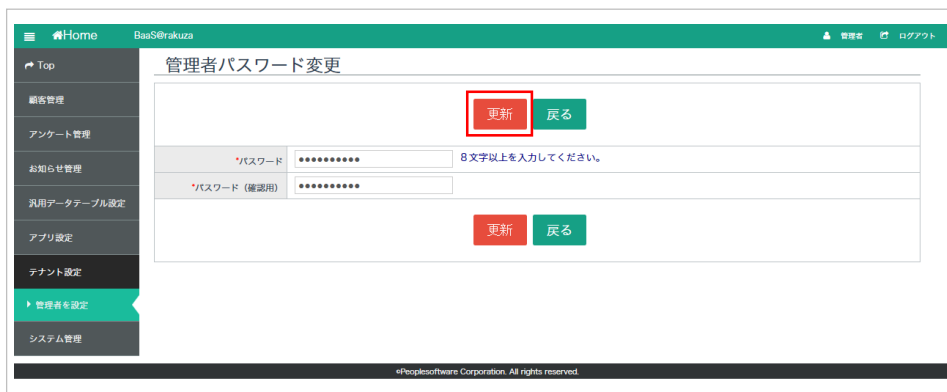 Home BaaS@rakuza 管理者 ログアウト
Top
管理者パスワード変更
顧客管理
更新 戻る
アンケート管理
*パスワード ●●●●●●●●●● 8文字以上を入力してください。
お知らせ管理
*パスワード（確認用） ●●●●●●●●●●
汎用データテーブル設定
更新 戻る
アプリ設定
テナント設定
管理者を設定
システム管理
©Peoplesoftware Corporation. All rights reserved.